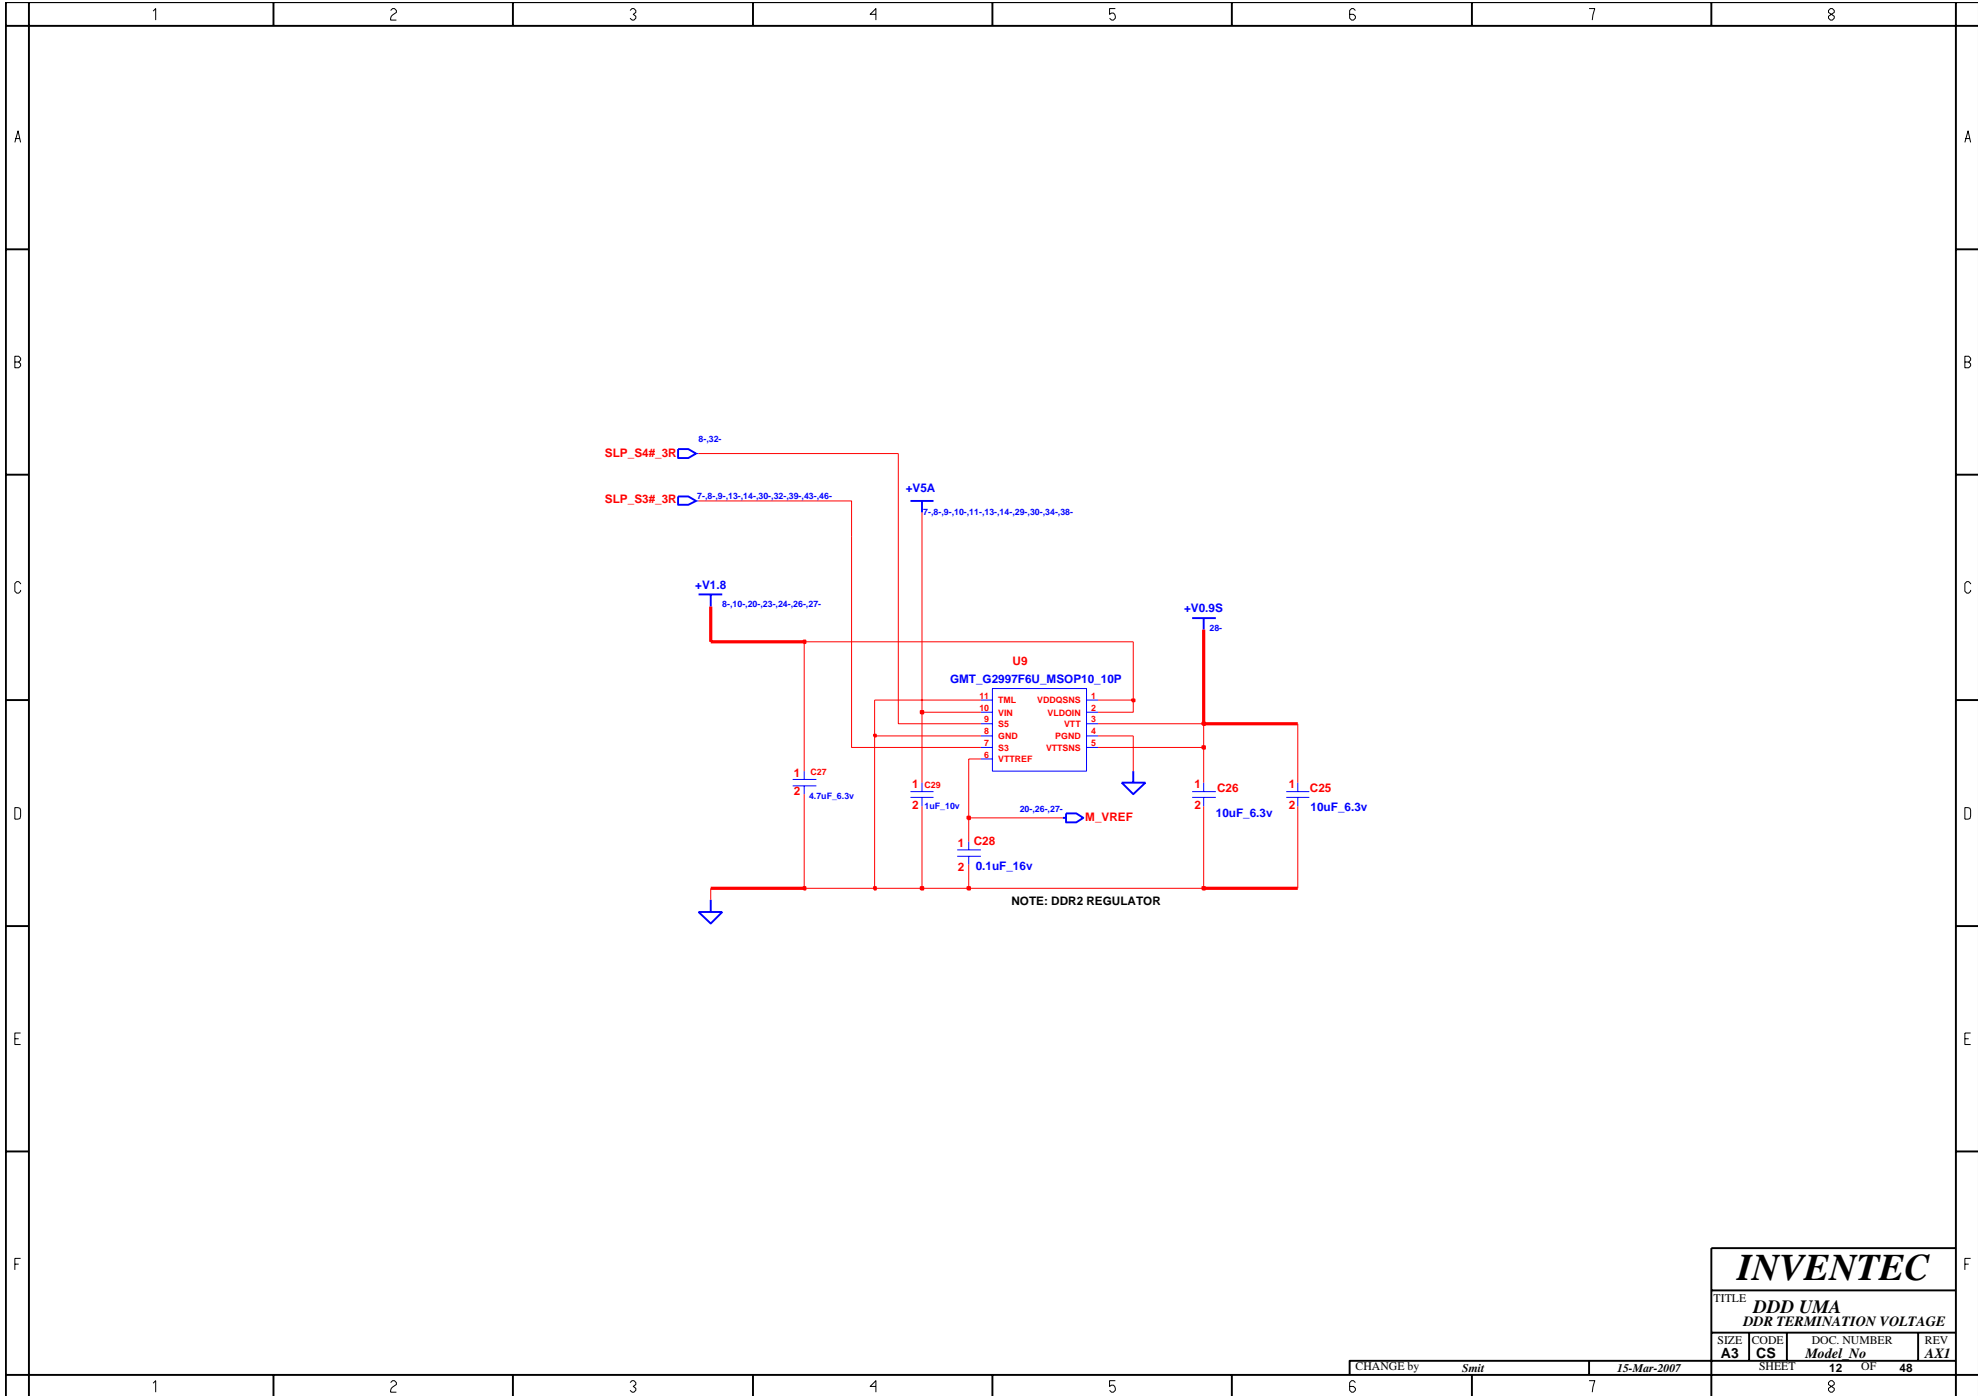 1 2 3 4 5 6 7 8
A A
B B
8-,32-
SLP_S4#_3R
SLP_S3#_3R 7-,8-,9-,13-,14-,30-,32-,39-,43-,46-
+V5A
7-,8-,9-,10-,11-,13-,14-,29-,30-,34-,38-
C C
+V1.8
8-,10-,20-,23-,24-,26-,27-
+V0.9S
28-
U9
GMT_G2997F6U_MSOP10_10P
11 TML VDDQSNS 1
10 VIN VLDOIN 2
9 S5 VTT 3
8 GND PGND 4
7 S3 VTTSNS 5
6 VTTREF
1 C27
2 4.7uF_6.3v
1 C29
2 1uF_10v
1 C26
2 10uF_6.3v
1 C25
2 10uF_6.3v
D D
20-,26-,27-
M_VREF
1 C28
2 0.1uF_16v
NOTE: DDR2 REGULATOR
E E
F F
INVENTEC
TITLE
DDD UMA
DDR TERMINATION VOLTAGE
SIZE CODE DOC. NUMBER REV
A3 CS Model_No AX1
CHANGE by Smit 15-Mar-2007 SHEET 12 OF 48
1 2 3 4 5 6 7 8